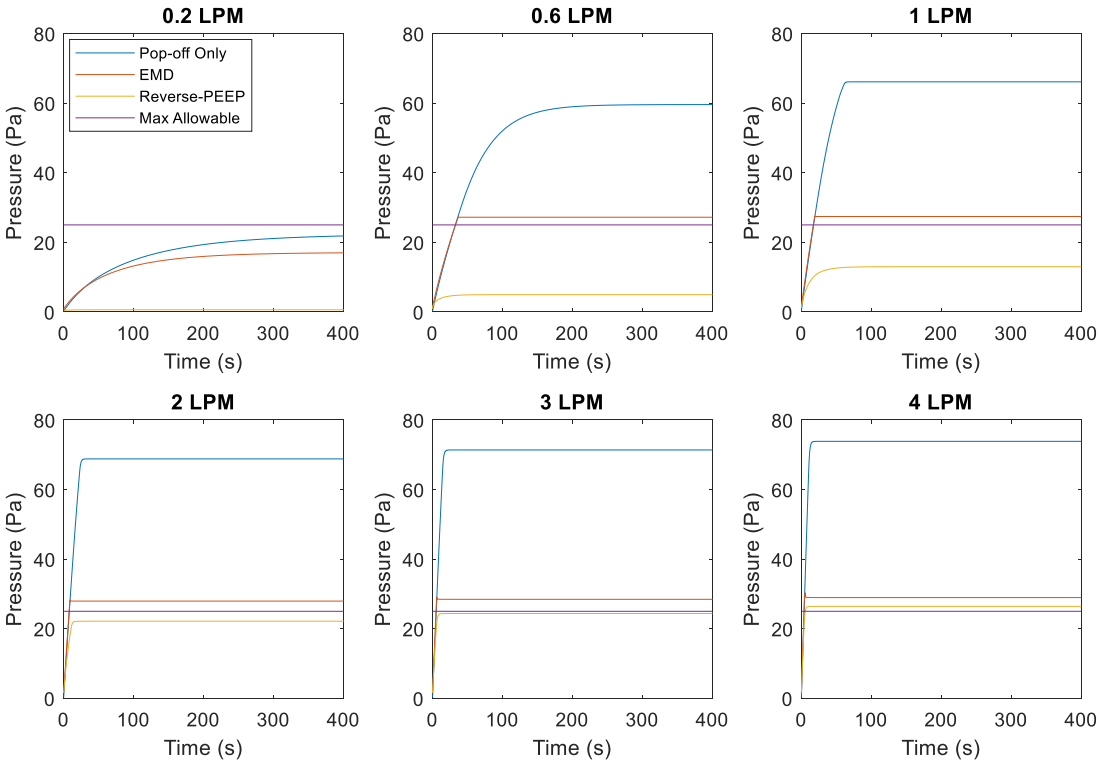 0.2 LPM
Pressure (Pa)
80
60
40
20
0
Pop-off Only
EMD
Reverse-PEEP
Max Allowable
0 100 200 300 400
Time (s)
0.6 LPM
Pressure (Pa)
80
60
40
20
0
0 100 200 300 400
Time (s)
1 LPM
Pressure (Pa)
80
60
40
20
0
0 100 200 300 400
Time (s)
2 LPM
Pressure (Pa)
80
60
40
20
0
0 100 200 300 400
Time (s)
3 LPM
Pressure (Pa)
80
60
40
20
0
0 100 200 300 400
Time (s)
4 LPM
Pressure (Pa)
80
60
40
20
0
0 100 200 300 400
Time (s)